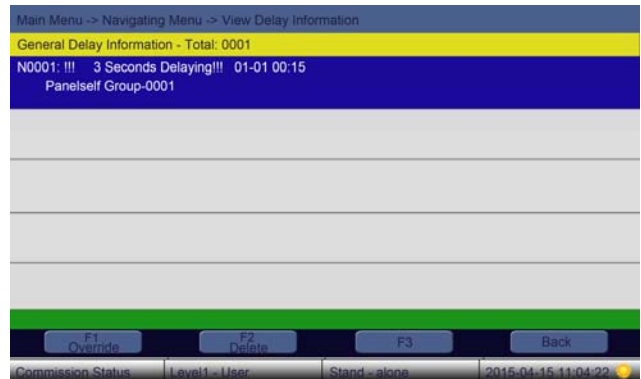 Main Menu -> Navigating Menu -> View Delay Information
General Delay Information - Total: 0001
N0001: !!! 3 Seconds Delaying!!! 01-01 00:15
Panelself Group-0001
F1
Override
F2
Delete
F3
Back
Commission Status
Level1 - User
Stand - alone
2015-04-15 11:04:22